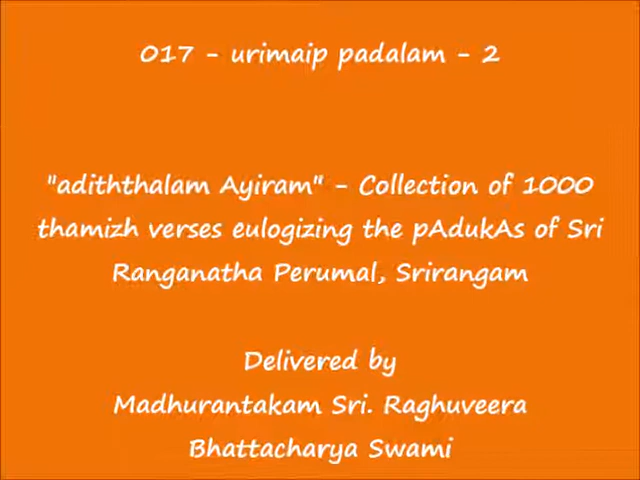 017 - urimaip padalam - 2
"adiththalam Ayiram" - Collection of 1000
thamizh verses eulogizing the pAdukAs of Sri
Ranganatha Perumal, Srirangam
Delivered by
Madhurantakam Sri. Raghuveera
Bhattacharya Swami